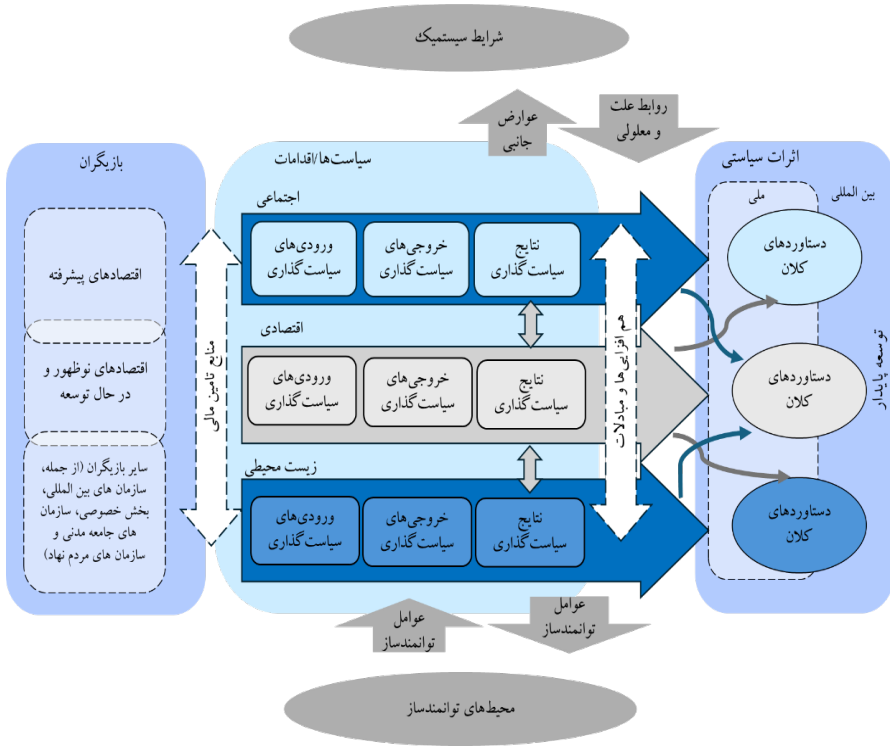 شرایط سیستمیک
عوارض
جانبی
روابط علت
و معلولی
بازیگران
سیاست‌ها/اقدامات
اثرات سیاستی
بین المللی
ملی
اجتماعی
اقتصادهای پیشرفته
ورودی‌های
سیاست‌گذاری
خروجی‌های
سیاست‌گذاری
نتایج
سیاست‌گذاری
دستاوردهای
کلان
اقتصادی
اقتصادهای نوظهور و
در حال توسعه
منابع تامین مالی
ورودی‌های
سیاست‌گذاری
خروجی‌های
سیاست‌گذاری
نتایج
سیاست‌گذاری
هم افزایی‌ها و مبادلات
دستاوردهای
کلان
توسعه پایدار
زیست محیطی
سایر بازیگران (از جمله،
سازمان های بین المللی،
بخش خصوصی، سازمان
های جامعه مدنی و
سازمان های مردم نهاد)
ورودی‌های
سیاست‌گذاری
خروجی‌های
سیاست‌گذاری
نتایج
سیاست‌گذاری
دستاوردهای
کلان
عوامل
توانمندساز
عوامل
توانمندساز
محیط‌های توانمندساز